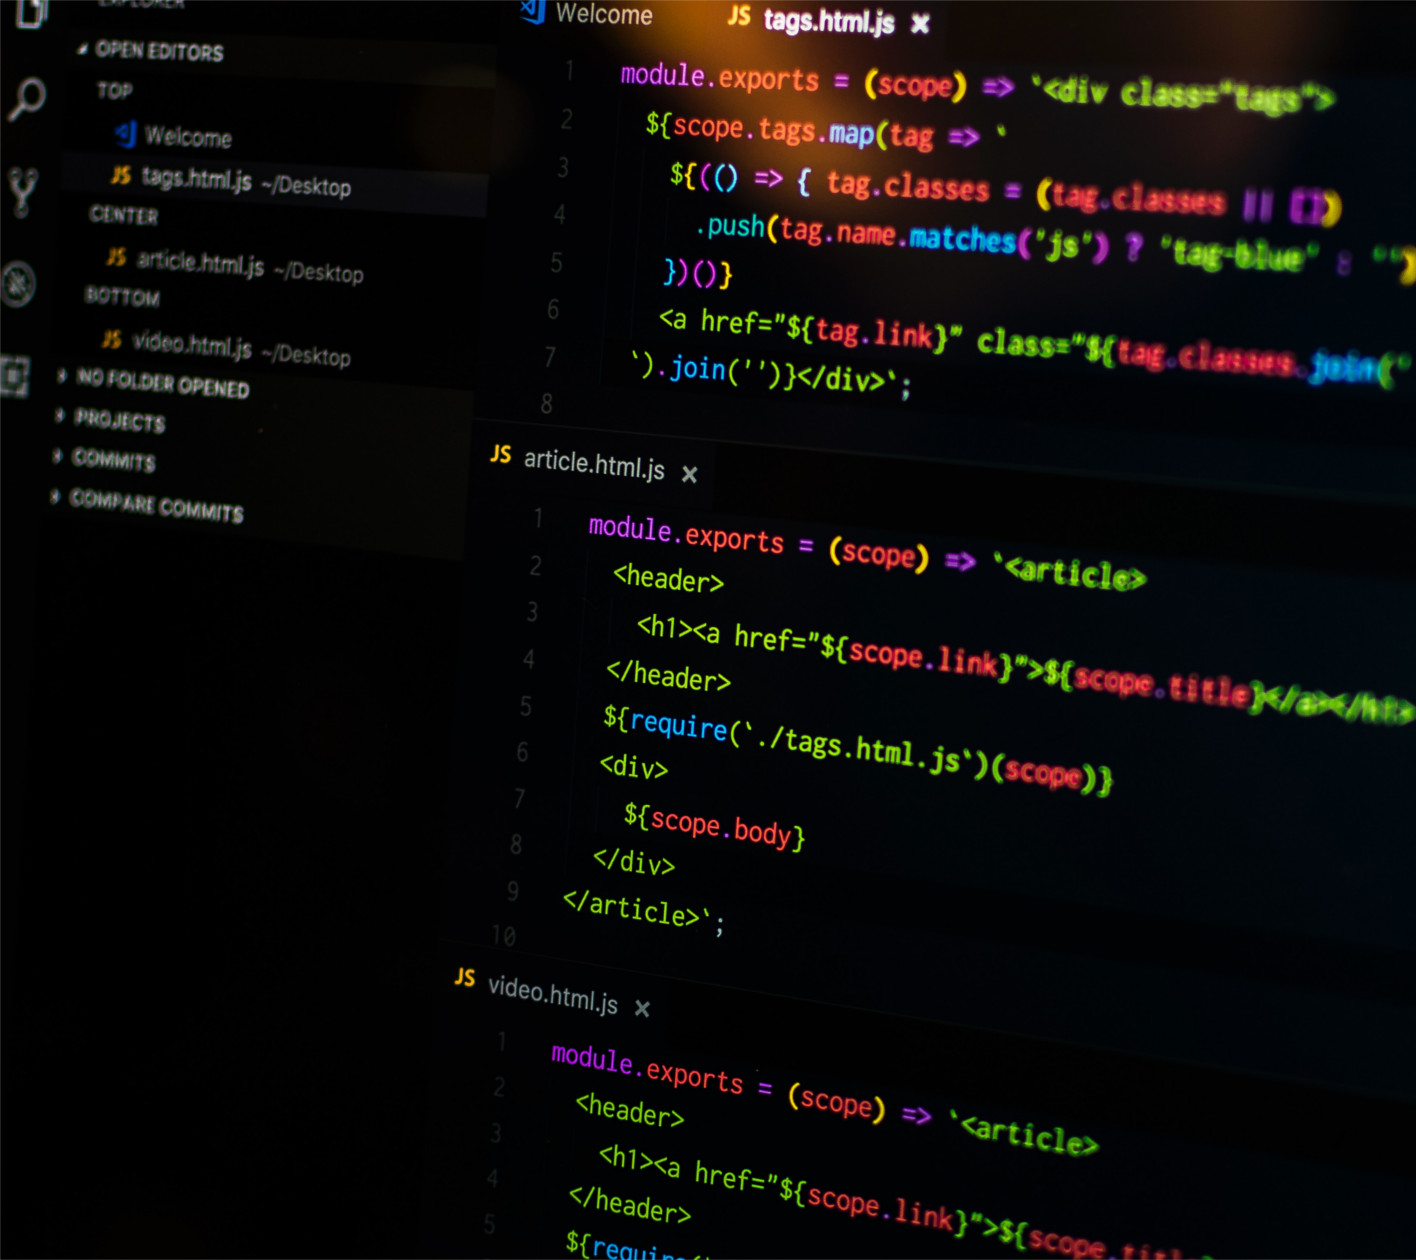 EXPLORER
OPEN EDITORS
TOP
Welcome
JS tags.html.js ~/Desktop
CENTER
JS article.html.js ~/Desktop
BOTTOM
JS video.html.js ~/Desktop
NO FOLDER OPENED
PROJECTS
COMMITS
COMPARE COMMITS
Welcome JS tags.html.js ×
1 module.exports = (scope) => `<div class="tags">
2 ${scope.tags.map(tag => `
3 ${(() => { tag.classes = (tag.classes || [])
4 .push(tag.name.matches('js') ? 'tag-blue' : '')
5 })()}
6 <a href="${tag.link}" class="${tag.classes.join('
7 `).join('')}</div>`;
8
JS article.html.js ×
1 module.exports = (scope) => `<article>
2 <header>
3 <h1><a href="${scope.link}">${scope.title}</a></h1>
4 </header>
5 ${require(`./tags.html.js`)(scope)}
6 <div>
7 ${scope.body}
8 </div>
9 </article>`;
10
JS video.html.js ×
1 module.exports = (scope) => `<article>
2 <header>
3 <h1><a href="${scope.link}">${scope.title
4 </header>
5 ${require(`